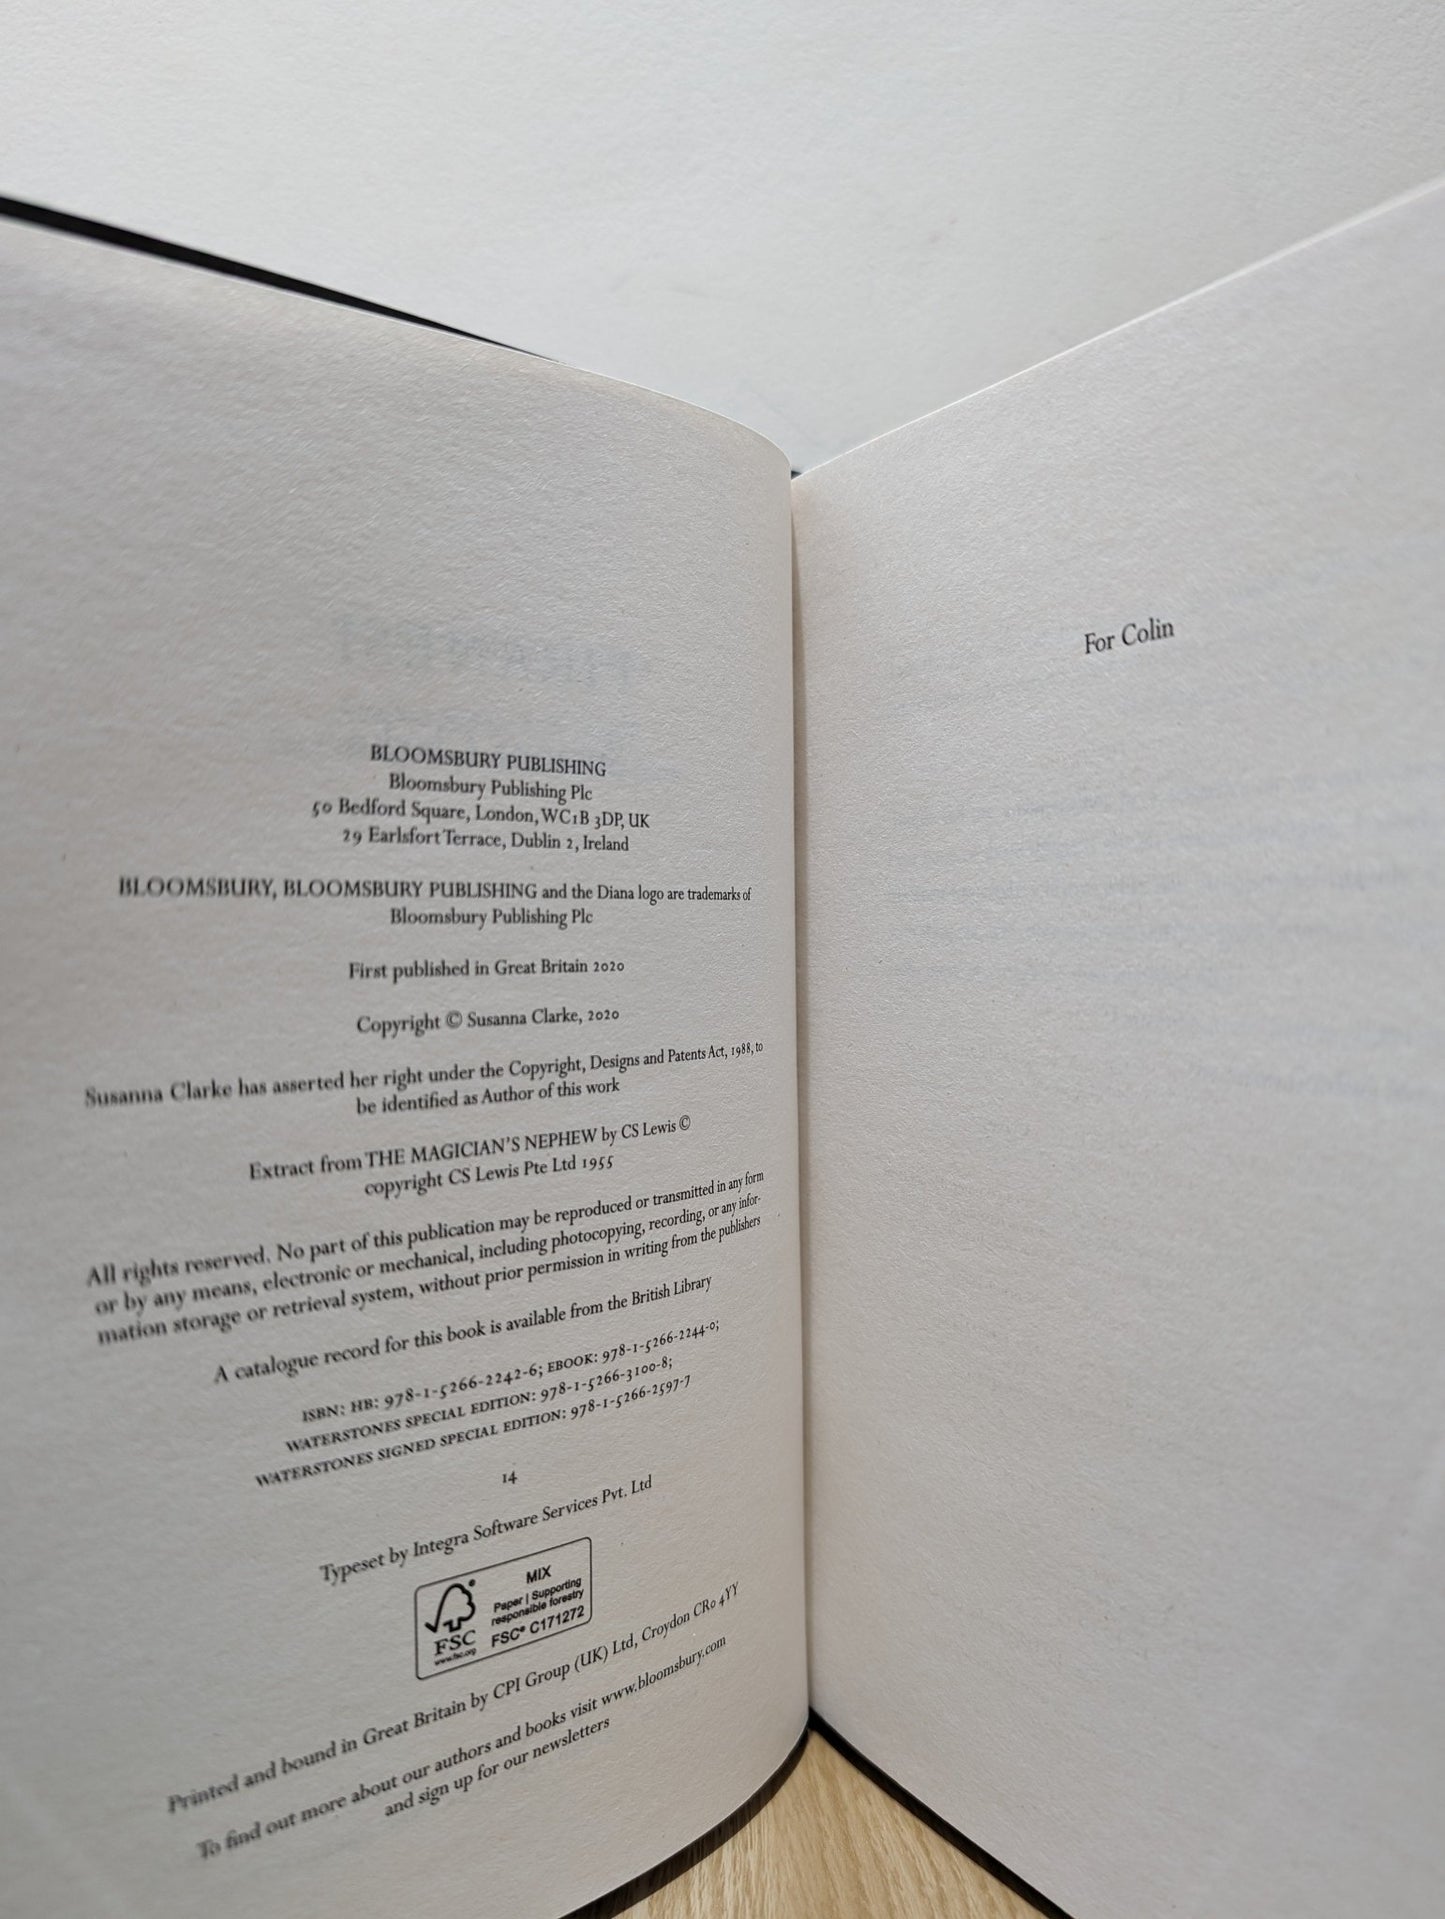 BLOOMSBURY PUBLISHING
Bloomsbury Publishing Plc
50 Bedford Square, London, WC1B 3DP, UK
29 Earlsfort Terrace, Dublin 2, Ireland
BLOOMSBURY, BLOOMSBURY PUBLISHING and the Diana logo are trademarks of
Bloomsbury Publishing Plc
First published in Great Britain 2020
Copyright © Susanna Clarke, 2020
Susanna Clarke has asserted her right under the Copyright, Designs and Patents Act, 1988, to
be identified as Author of this work
Extract from THE MAGICIAN'S NEPHEW by CS Lewis ©
copyright CS Lewis Pte Ltd 1955
All rights reserved. No part of this publication may be reproduced or transmitted in any form
or by any means, electronic or mechanical, including photocopying, recording, or any infor-
mation storage or retrieval system, without prior permission in writing from the publishers
A catalogue record for this book is available from the British Library
ISBN: HB: 978-1-5266-2242-6; EBOOK: 978-1-5266-2244-0;
WATERSTONES SPECIAL EDITION: 978-1-5266-3100-8;
WATERSTONES SIGNED SPECIAL EDITION: 978-1-5266-2597-7
14
Typeset by Integra Software Services Pvt. Ltd
MIX
Paper | Supporting
responsible forestry
FSC® C171272
FSC
www.fsc.org
Printed and bound in Great Britain by CPI Group (UK) Ltd, Croydon CR0 4YY
To find out more about our authors and books visit www.bloomsbury.com
and sign up for our newsletters
For Colin